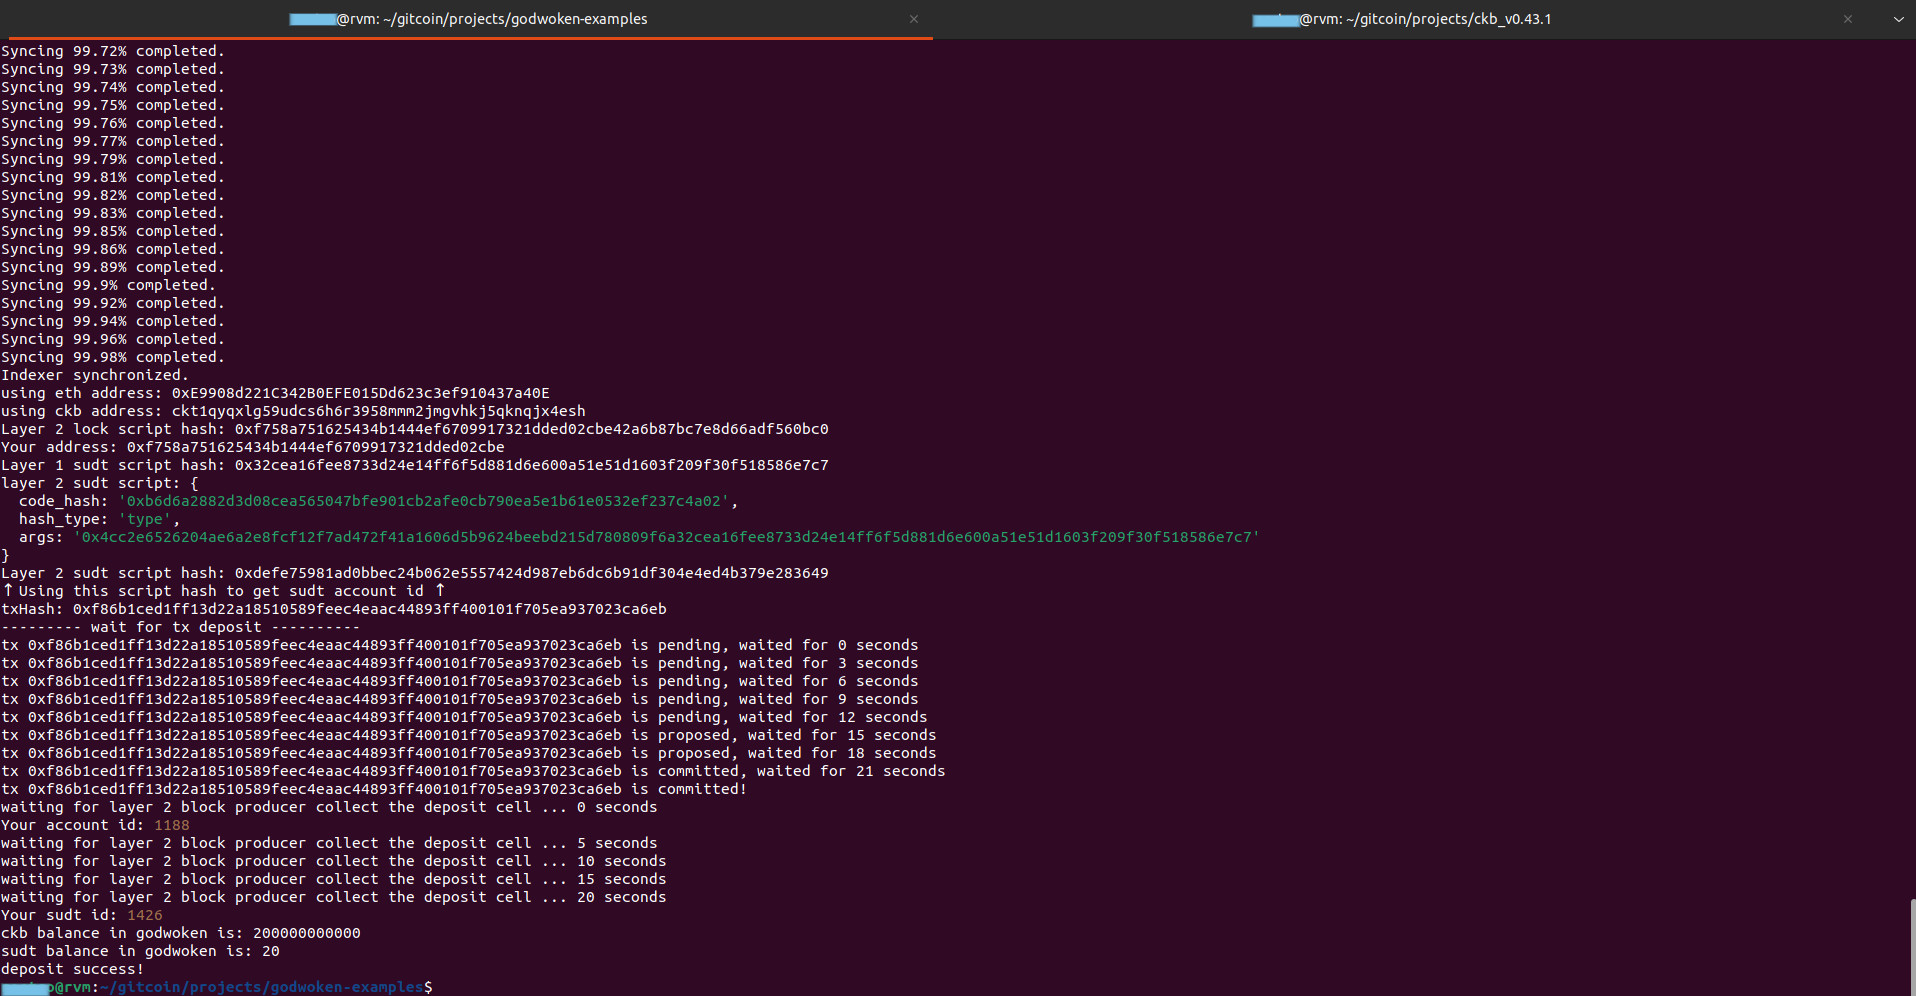 @rvm: ~/gitcoin/projects/godwoken-examples
@rvm: ~/gitcoin/projects/ckb_v0.43.1
Syncing 99.72% completed.
Syncing 99.73% completed.
Syncing 99.74% completed.
Syncing 99.75% completed.
Syncing 99.76% completed.
Syncing 99.77% completed.
Syncing 99.79% completed.
Syncing 99.81% completed.
Syncing 99.82% completed.
Syncing 99.83% completed.
Syncing 99.85% completed.
Syncing 99.86% completed.
Syncing 99.89% completed.
Syncing 99.9% completed.
Syncing 99.92% completed.
Syncing 99.94% completed.
Syncing 99.96% completed.
Syncing 99.98% completed.
Indexer synchronized.
using eth address: 0xE9908d221C342B0EFE015Dd623c3ef910437a40E
using ckb address: ckt1qyqxlg59udcs6h6r3958mmm2jmgvhkj5qknqjx4esh
Layer 2 lock script hash: 0xf758a751625434b1444ef6709917321dded02cbe42a6b87bc7e8d66adf560bc0
Your address: 0xf758a751625434b1444ef6709917321dded02cbe
Layer 1 sudt script hash: 0x32cea16fee8733d24e14ff6f5d881d6e600a51e51d1603f209f30f518586e7c7
layer 2 sudt script: {
  code_hash: '0xb6d6a2882d3d08cea565047bfe901cb2afe0cb790ea5e1b61e0532ef237c4a02',
  hash_type: 'type',
  args: '0x4cc2e6526204ae6a2e8fcf12f7ad472f41a1606d5b9624beebd215d780809f6a32cea16fee8733d24e14ff6f5d881d6e600a51e51d1603f209f30f518586e7c7'
}
Layer 2 sudt script hash: 0xdefe75981ad0bbec24b062e5557424d987eb6dc6b91df304e4ed4b379e283649
↑Using this script hash to get sudt account id ↑
txHash: 0xf86b1ced1ff13d22a18510589feec4eaac44893ff400101f705ea937023ca6eb
--------- wait for tx deposit ----------
tx 0xf86b1ced1ff13d22a18510589feec4eaac44893ff400101f705ea937023ca6eb is pending, waited for 0 seconds
tx 0xf86b1ced1ff13d22a18510589feec4eaac44893ff400101f705ea937023ca6eb is pending, waited for 3 seconds
tx 0xf86b1ced1ff13d22a18510589feec4eaac44893ff400101f705ea937023ca6eb is pending, waited for 6 seconds
tx 0xf86b1ced1ff13d22a18510589feec4eaac44893ff400101f705ea937023ca6eb is pending, waited for 9 seconds
tx 0xf86b1ced1ff13d22a18510589feec4eaac44893ff400101f705ea937023ca6eb is pending, waited for 12 seconds
tx 0xf86b1ced1ff13d22a18510589feec4eaac44893ff400101f705ea937023ca6eb is proposed, waited for 15 seconds
tx 0xf86b1ced1ff13d22a18510589feec4eaac44893ff400101f705ea937023ca6eb is proposed, waited for 18 seconds
tx 0xf86b1ced1ff13d22a18510589feec4eaac44893ff400101f705ea937023ca6eb is committed, waited for 21 seconds
tx 0xf86b1ced1ff13d22a18510589feec4eaac44893ff400101f705ea937023ca6eb is committed!
waiting for layer 2 block producer collect the deposit cell ... 0 seconds
Your account id: 1188
waiting for layer 2 block producer collect the deposit cell ... 5 seconds
waiting for layer 2 block producer collect the deposit cell ... 10 seconds
waiting for layer 2 block producer collect the deposit cell ... 15 seconds
waiting for layer 2 block producer collect the deposit cell ... 20 seconds
Your sudt id: 1426
ckb balance in godwoken is: 200000000000
sudt balance in godwoken is: 20
deposit success!
@rvm:~/gitcoin/projects/godwoken-examples$